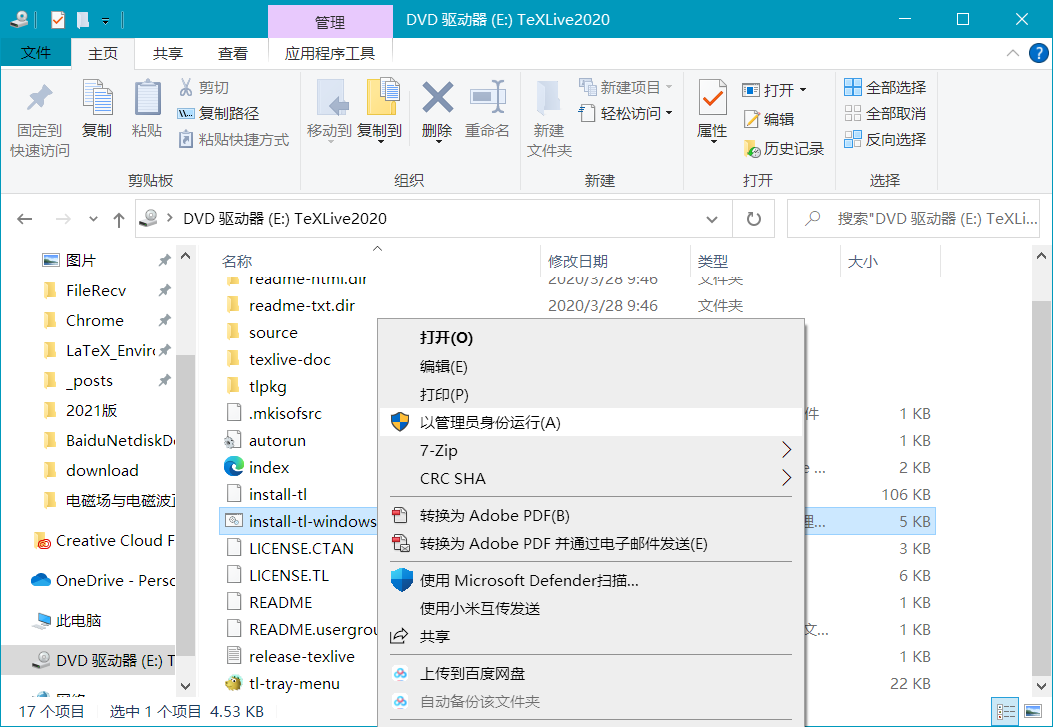 管理
DVD 驱动器 (E:) TeXLive2020
文件
主页
共享
查看
应用程序工具
固定到
快速访问
复制
粘贴
剪切
复制路径
粘贴快捷方式
剪贴板
移动到
复制到
删除
重命名
组织
新建
文件夹
新建项目
轻松访问
新建
属性
打开
编辑
历史记录
打开
全部选择
全部取消
反向选择
选择
DVD 驱动器 (E:) TeXLive2020
搜索"DVD 驱动器 (E:) TeXLi...
图片
FileRecv
Chrome
LaTeX_Envir
_posts
2021版
BaiduNetdiskD
download
电磁场与电磁波
Creative Cloud F
OneDrive - Perso
此电脑
DVD 驱动器 (E:) T
网络
名称
修改日期
类型
大小
readme-html.dir 2020/3/28 9:46 文件夹
readme-txt.dir 2020/3/28 9:46 文件夹
source
texlive-doc
tlpkg
.mkisofsrc 件 1 KB
autorun 1 KB
index e ... 2 KB
install-tl 106 KB
install-tl-windows 理... 5 KB
LICENSE.CTAN 3 KB
LICENSE.TL 6 KB
README 1 KB
README.usergrou 文... 1 KB
release-texlive 1 KB
tl-tray-menu 22 KB
打开(O)
编辑(E)
打印(P)
以管理员身份运行(A)
7-Zip
CRC SHA
转换为 Adobe PDF(B)
转换为 Adobe PDF 并通过电子邮件发送(E)
使用 Microsoft Defender扫描...
使用小米互传发送
共享
上传到百度网盘
自动备份该文件夹
17 个项目
选中 1 个项目 4.53 KB